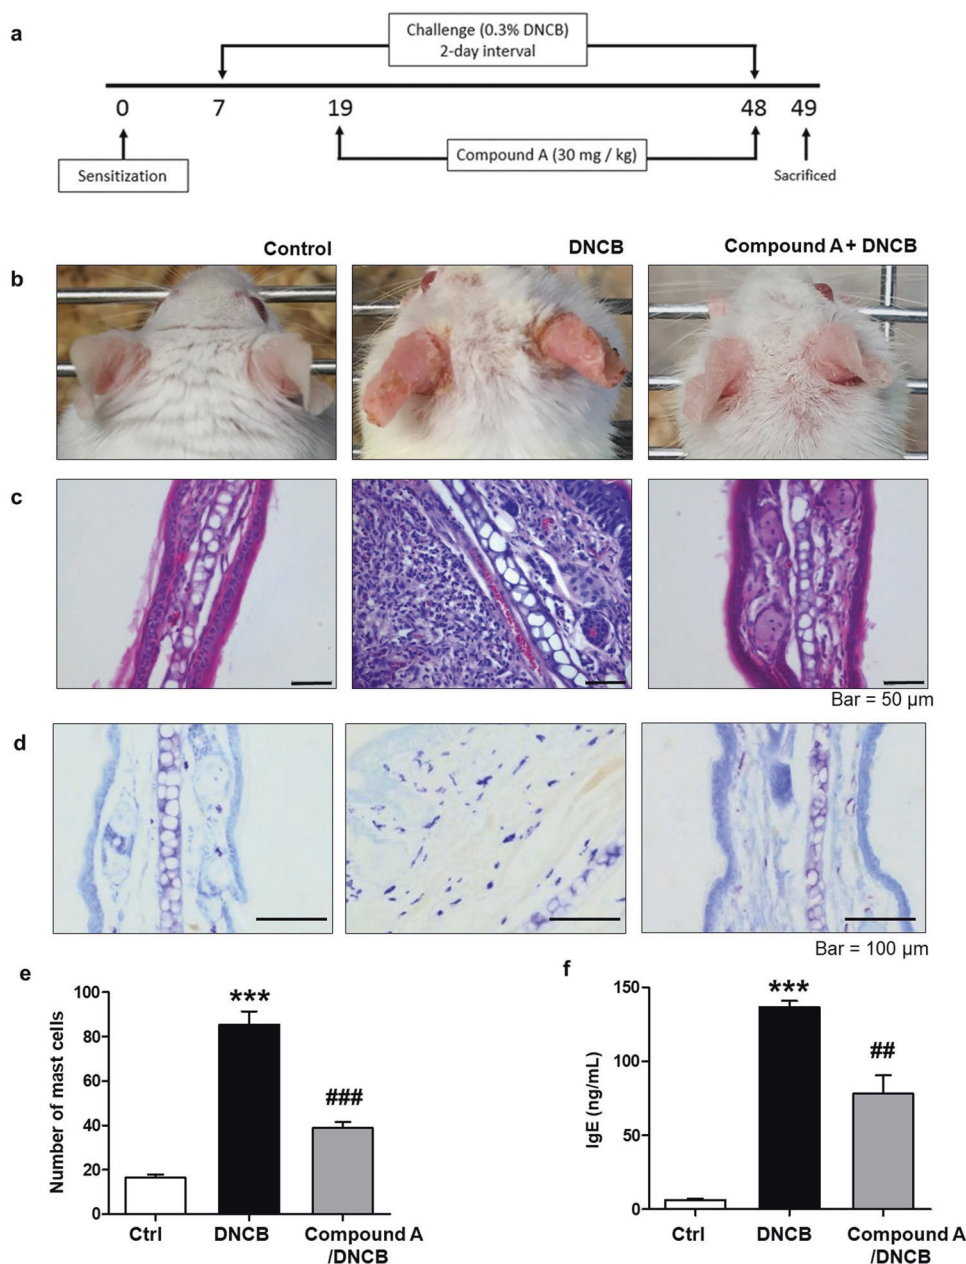 a
Challenge (0.3% DNCB)
2-day interval
0 7 19 48 49
Sensitization
Compound A (30 mg / kg)
Sacrificed
Control DNCB Compound A + DNCB
b
c
Bar = 50 µm
d
Bar = 100 µm
e
Number of mast cells
100
80
60
40
20
0
***
###
Ctrl DNCB Compound A
/DNCB
f
IgE (ng/mL)
150
100
50
0
***
##
Ctrl DNCB Compound A
/DNCB